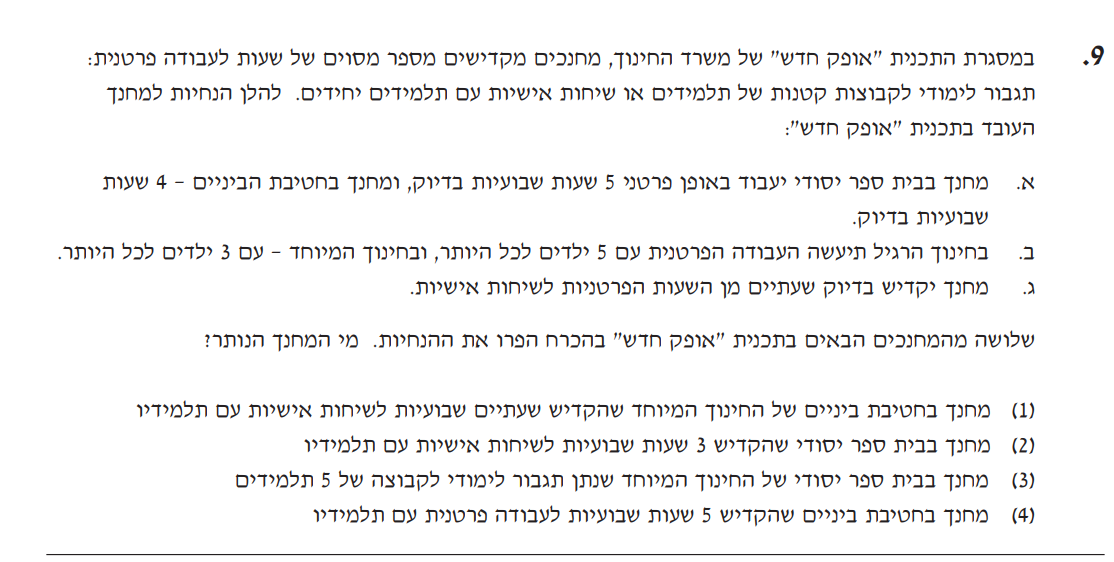 9. במסגרת התכנית "אופק חדש" של משרד החינוך, מחנכים מקדישים מספר מסוים של שעות לעבודה פרטנית:
תגבור לימודי לקבוצות קטנות של תלמידים או שיחות אישיות עם תלמידים יחידים. להלן הנחיות למחנך
העובד בתכנית "אופק חדש":
א. מחנך בבית ספר יסודי יעבוד באופן פרטני 5 שעות שבועיות בדיוק, ומחנך בחטיבת הביניים – 4 שעות
שבועיות בדיוק.
ב. בחינוך הרגיל תיעשה העבודה הפרטנית עם 5 ילדים לכל היותר, ובחינוך המיוחד – עם 3 ילדים לכל היותר.
ג. מחנך יקדיש בדיוק שעתיים מן השעות הפרטניות לשיחות אישיות.
שלושה מהמחנכים הבאים בתכנית "אופק חדש" בהכרח הפרו את ההנחיות. מי המחנך הנותר?
(1) מחנך בחטיבת ביניים של החינוך המיוחד שהקדיש שעתיים שבועיות לשיחות אישיות עם תלמידיו
(2) מחנך בבית ספר יסודי שהקדיש 3 שעות שבועיות לשיחות אישיות עם תלמידיו
(3) מחנך בבית ספר יסודי של החינוך המיוחד שנתן תגבור לימודי לקבוצה של 5 תלמידים
(4) מחנך בחטיבת ביניים שהקדיש 5 שעות שבועיות לעבודה פרטנית עם תלמידיו